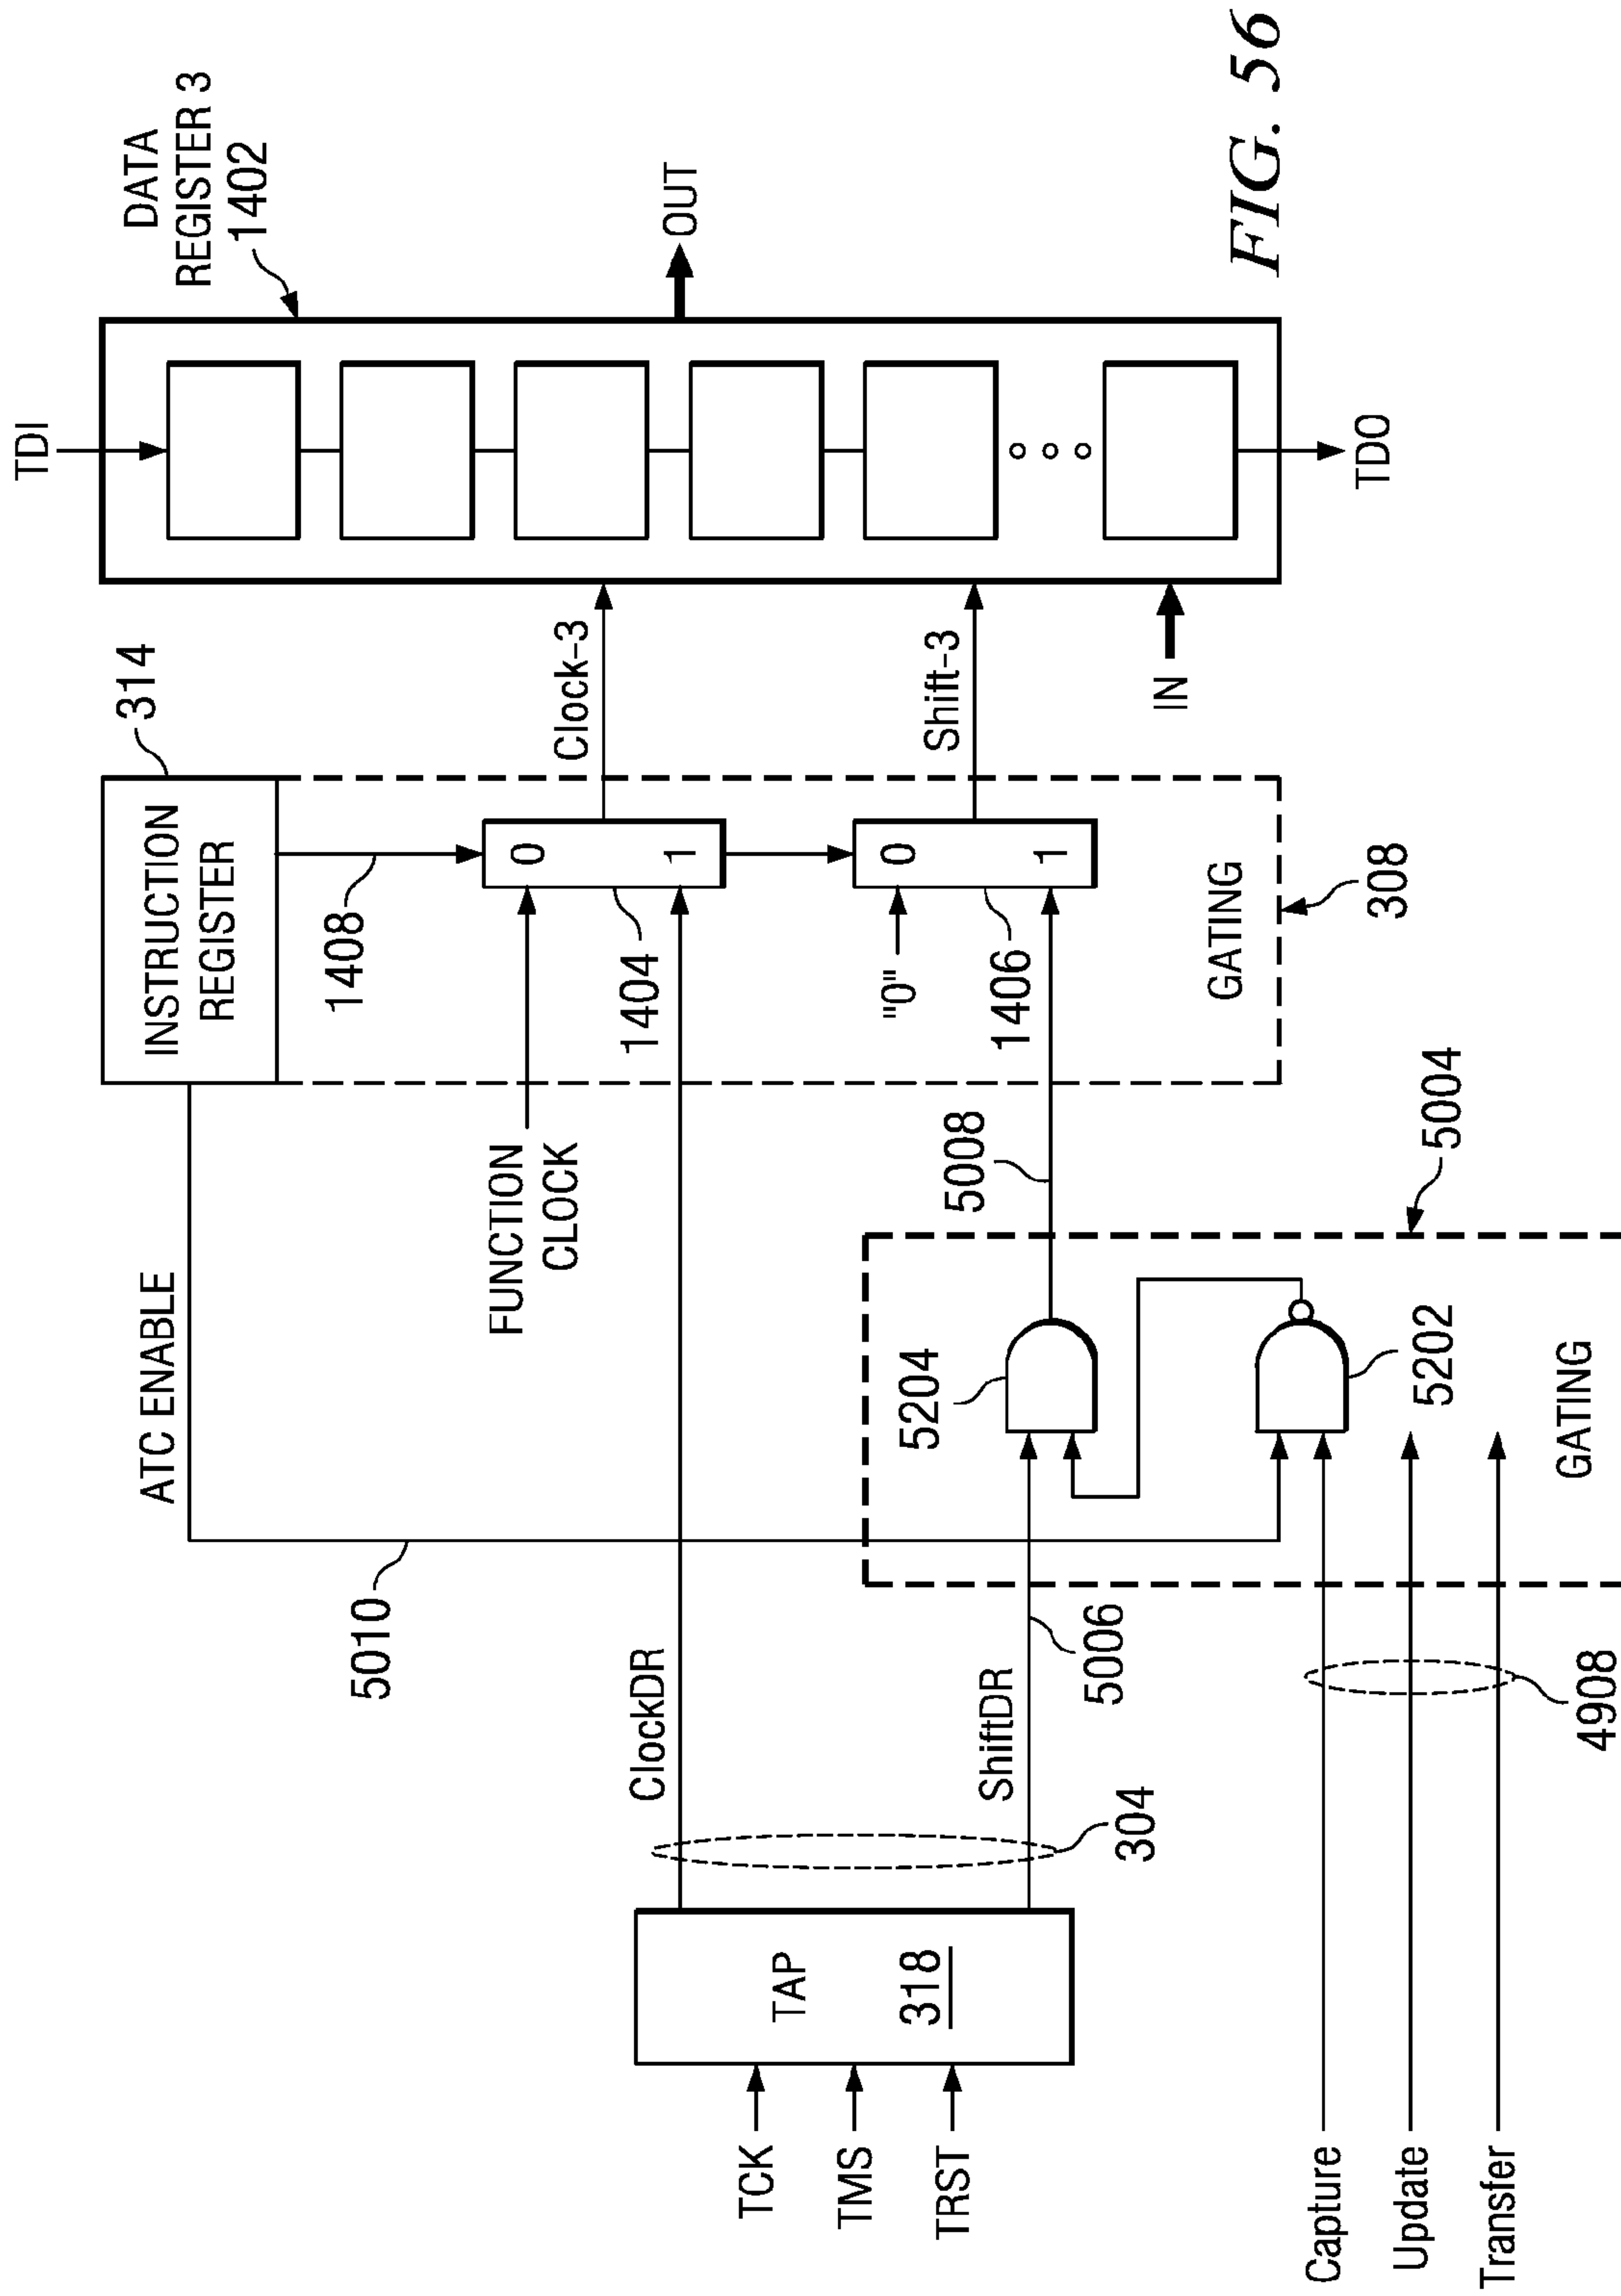 DATA
REGISTER 3
1402
TDI
OUT
TDO
IN
INSTRUCTION
REGISTER
314
1408
Clock-3
0
1
1404
Shift-3
0
1
"0"
1406
GATING
308
ATC ENABLE
FUNCTION
CLOCK
5010
5008
5004
5204
5202
GATING
ClockDR
ShiftDR
5006
304
4908
TAP
318
TCK
TMS
TRST
Capture
Update
Transfer
FIG. 56